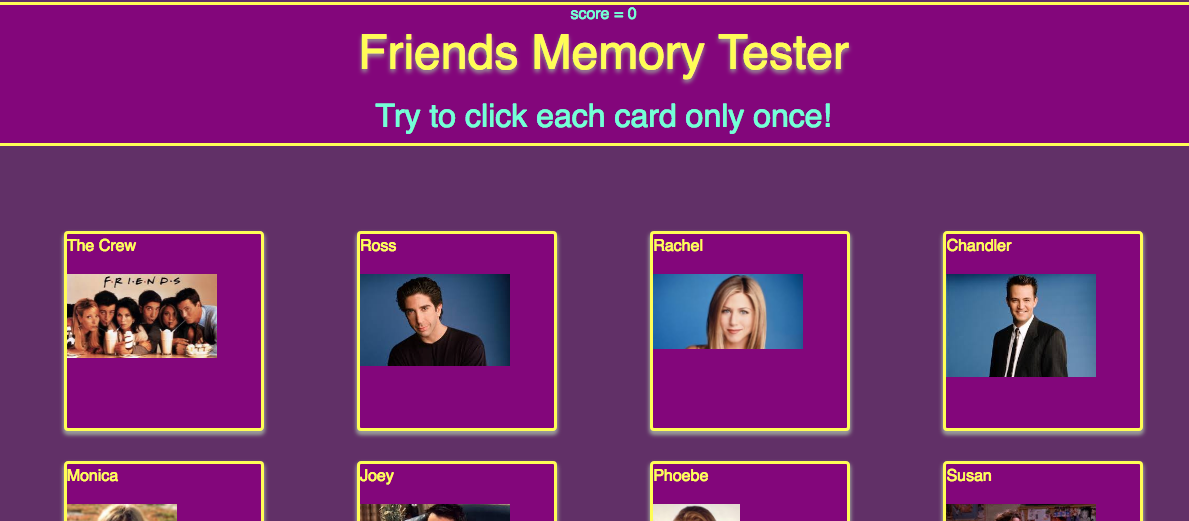 score = 0
Friends Memory Tester
Try to click each card only once!
The Crew
Ross
Rachel
Chandler
F·R·I·E·N·D·S
Monica
Joey
Phoebe
Susan